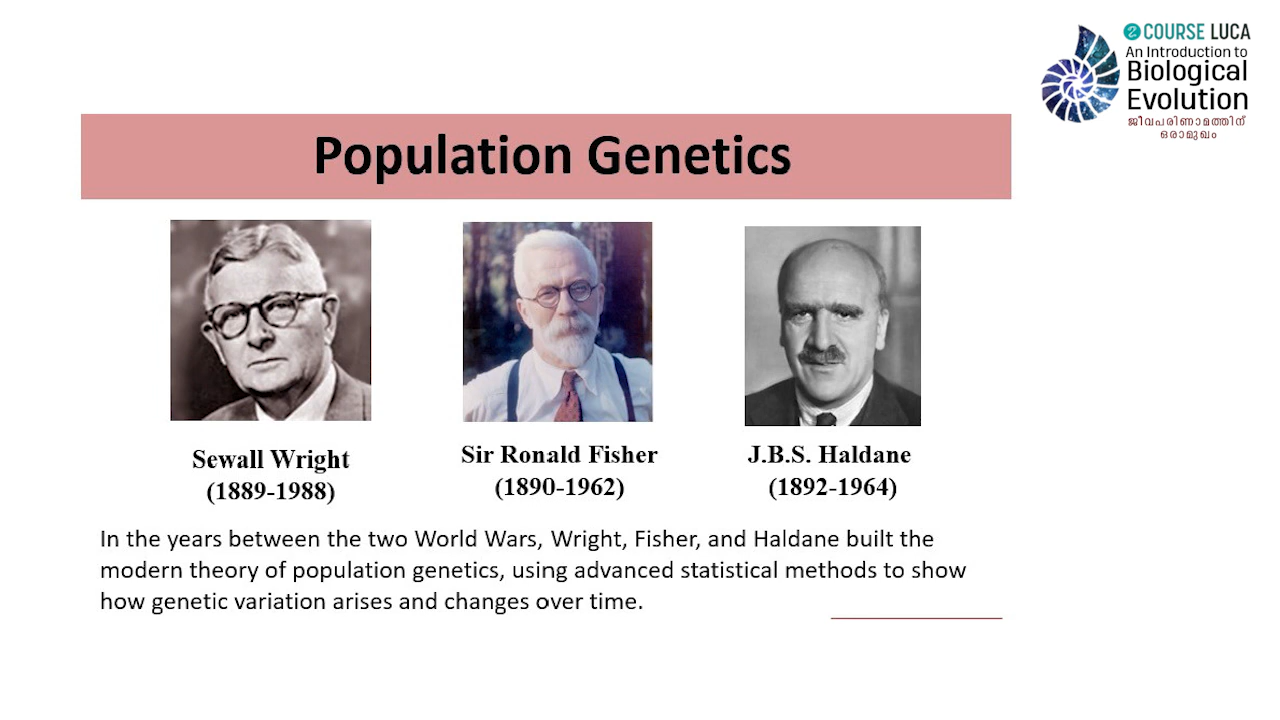 COURSE LUCA
An Introduction to
Biological
Evolution
ജീവപരിണാമത്തിന്
ഒരാമുഖം
Population Genetics
Sewall Wright
(1889-1988)
Sir Ronald Fisher
(1890-1962)
J.B.S. Haldane
(1892-1964)
In the years between the two World Wars, Wright, Fisher, and Haldane built the
modern theory of population genetics, using advanced statistical methods to show
how genetic variation arises and changes over time.